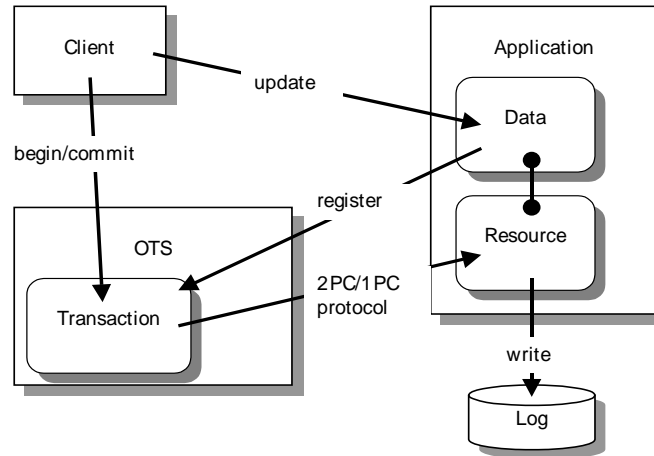 Client
Application
update
Data
begin/commit
register
OTS
Resource
2PC/1PC
protocol
Transaction
write
Log